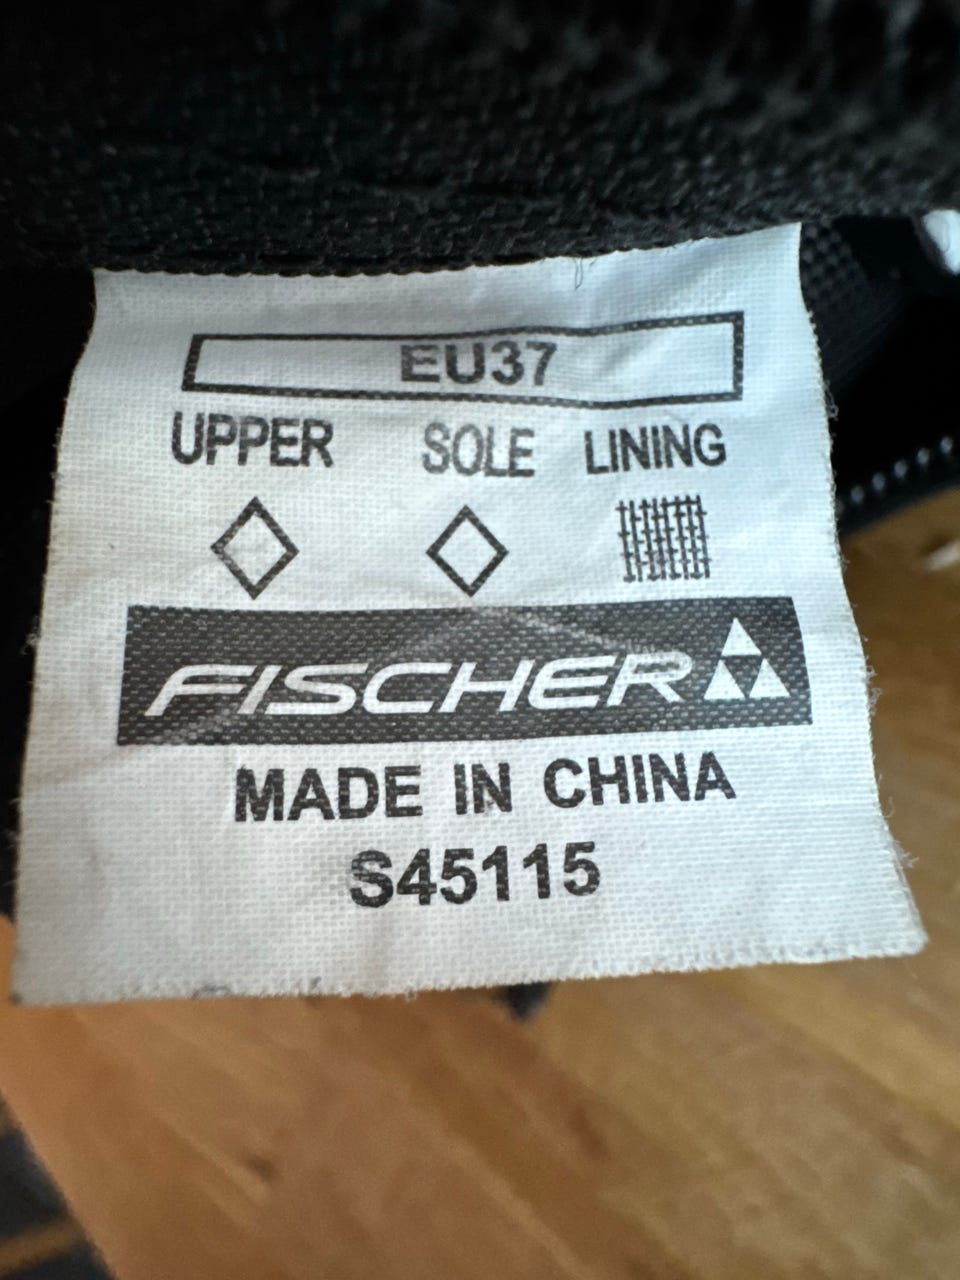 EU37
UPPER SOLE LINING
FISCHER
MADE IN CHINA
S45115